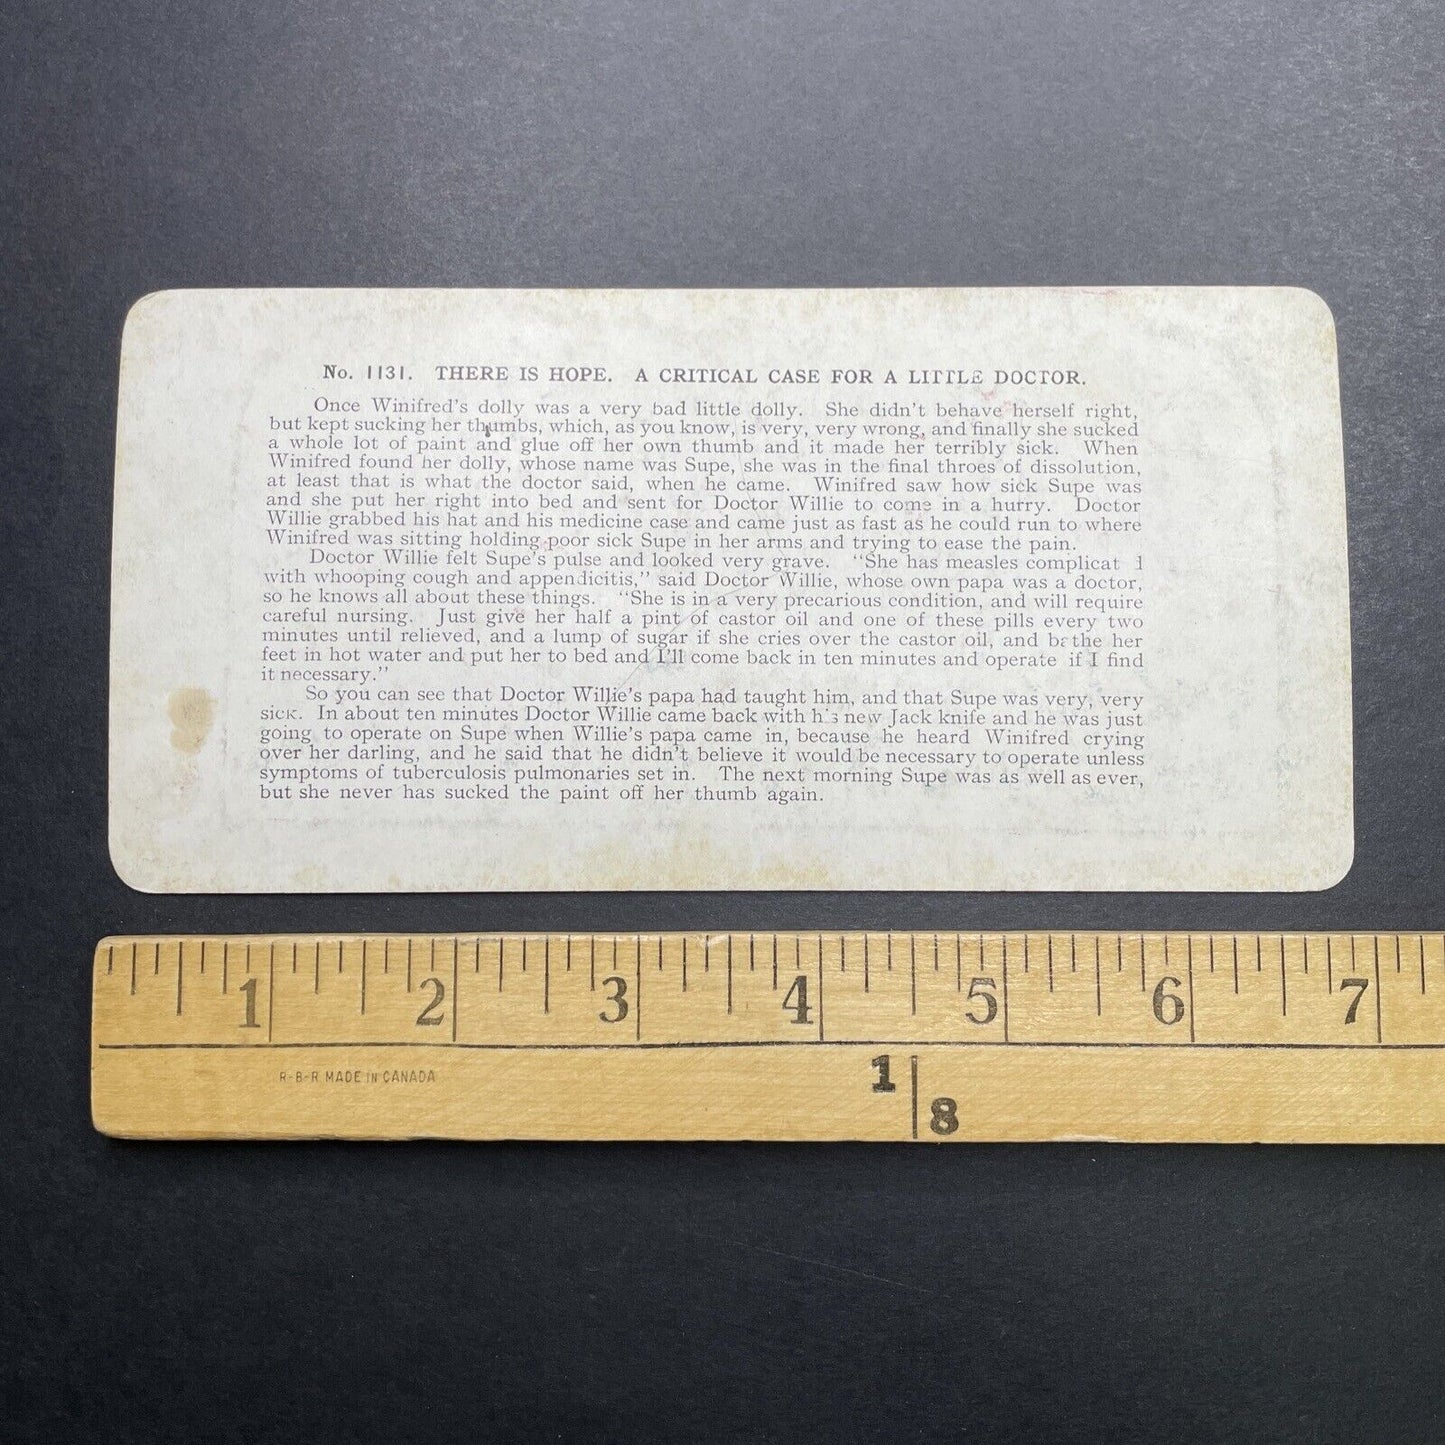 No. 1131. THERE IS HOPE. A CRITICAL CASE FOR A LITTLE DOCTOR.
Once Winifred's dolly was a very bad little dolly. She didn't behave herself right,
but kept sucking her thumbs, which, as you know, is very, very wrong, and finally she sucked
a whole lot of paint and glue off her own thumb and it made her terribly sick. When
Winifred found her dolly, whose name was Supe, she was in the final throes of dissolution,
at least that is what the doctor said, when he came. Winifred saw how sick Supe was
and she put her right into bed and sent for Doctor Willie to come in a hurry. Doctor
Willie grabbed his hat and his medicine case and came just as fast as he could run to where
Winifred was sitting holding poor sick Supe in her arms and trying to ease the pain.
Doctor Willie felt Supe's pulse and looked very grave. "She has measles
with whooping cough and appendicitis," said Doctor Willie, whose own papa was a doctor,
so he knows all about these things. "She is in a very precarious condition, and will require
careful nursing. Just give her half a pint of castor oil and one of these pills every two
minutes until relieved, and a lump of sugar if she cries over the castor oil, and bathe her
feet in hot water and put her to bed and I'll come back in ten minutes and operate if I find
it necessary."
So you can see that Doctor Willie's papa had taught him, and that Supe was very, very
sick. In about ten minutes Doctor Willie came back with his new Jack knife and he was just
going to operate on Supe when Willie's papa came in, because he heard Winifred crying
over her darling, and he said that he didn't believe it would be necessary to operate unless
symptoms of tuberculosis pulmonaries set in. The next morning Supe was as well as ever,
but she never has sucked the paint off her thumb again.
1 2 3 4 5 6 7
R-B-R MADE IN CANADA
1 8